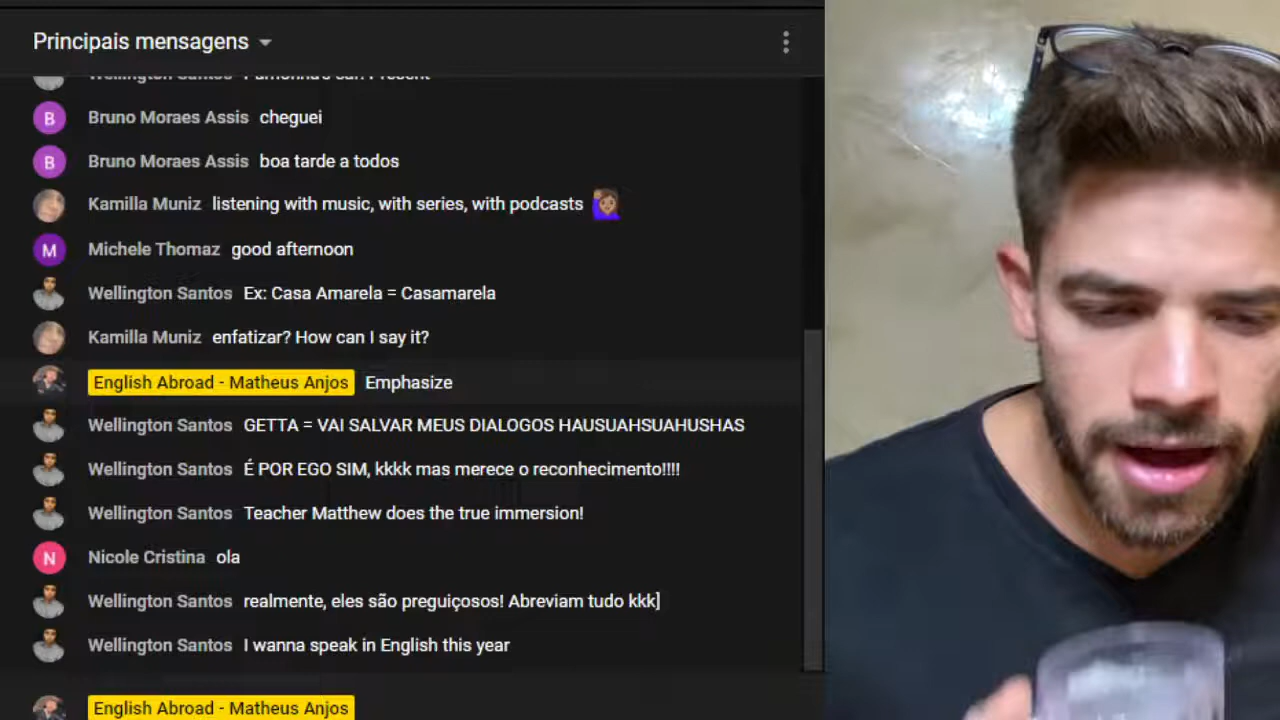 Principais mensagens
Wellington Santos
Bruno Moraes Assis cheguei
Bruno Moraes Assis boa tarde a todos
Kamilla Muniz listening with music, with series, with podcasts
Michele Thomaz good afternoon
Wellington Santos Ex: Casa Amarela = Casamarela
Kamilla Muniz enfatizar? How can I say it?
English Abroad - Matheus Anjos Emphasize
Wellington Santos GETTA = VAI SALVAR MEUS DIALOGOS HAUSUAHSUAHUSHAS
Wellington Santos É POR EGO SIM, kkkk mas merece o reconhecimento!!!!
Wellington Santos Teacher Matthew does the true immersion!
Nicole Cristina ola
Wellington Santos realmente, eles são preguiçosos! Abreviam tudo kkk]
Wellington Santos I wanna speak in English this year
English Abroad - Matheus Anjos